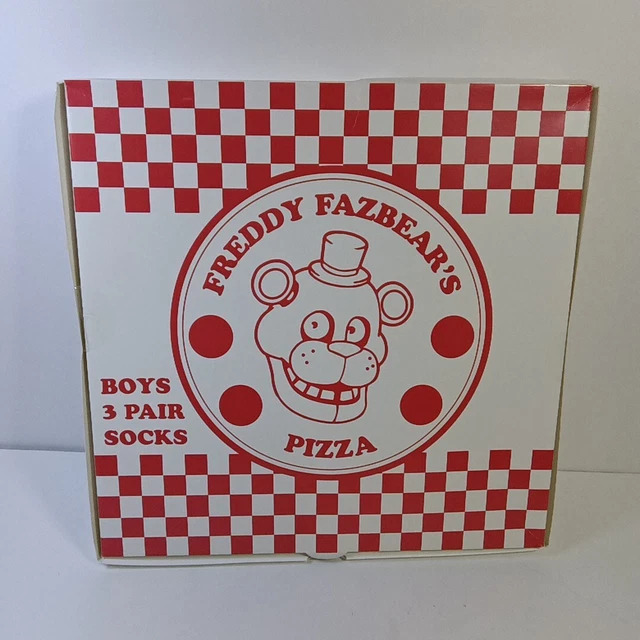 FREDDY FAZBEAR'S
PIZZA
BOYS
3 PAIR
SOCKS